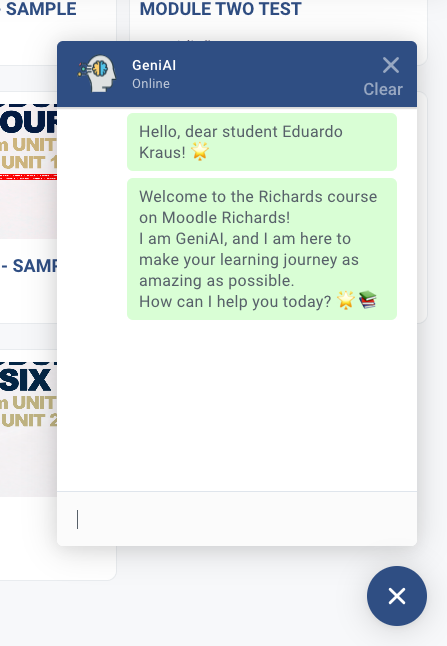 - SAMPLE
MODULE TWO TEST
GeniAI
Online
Clear
Hello, dear student Eduardo
Kraus! 🌟
Welcome to the Richards course
on Moodle Richards!
I am GeniAI, and I am here to
make your learning journey as
amazing as possible.
How can I help you today? 🌟📚
OUR
m UNIT
UNIT 1
- SAMP
SIX
m UNIT
UNIT 2